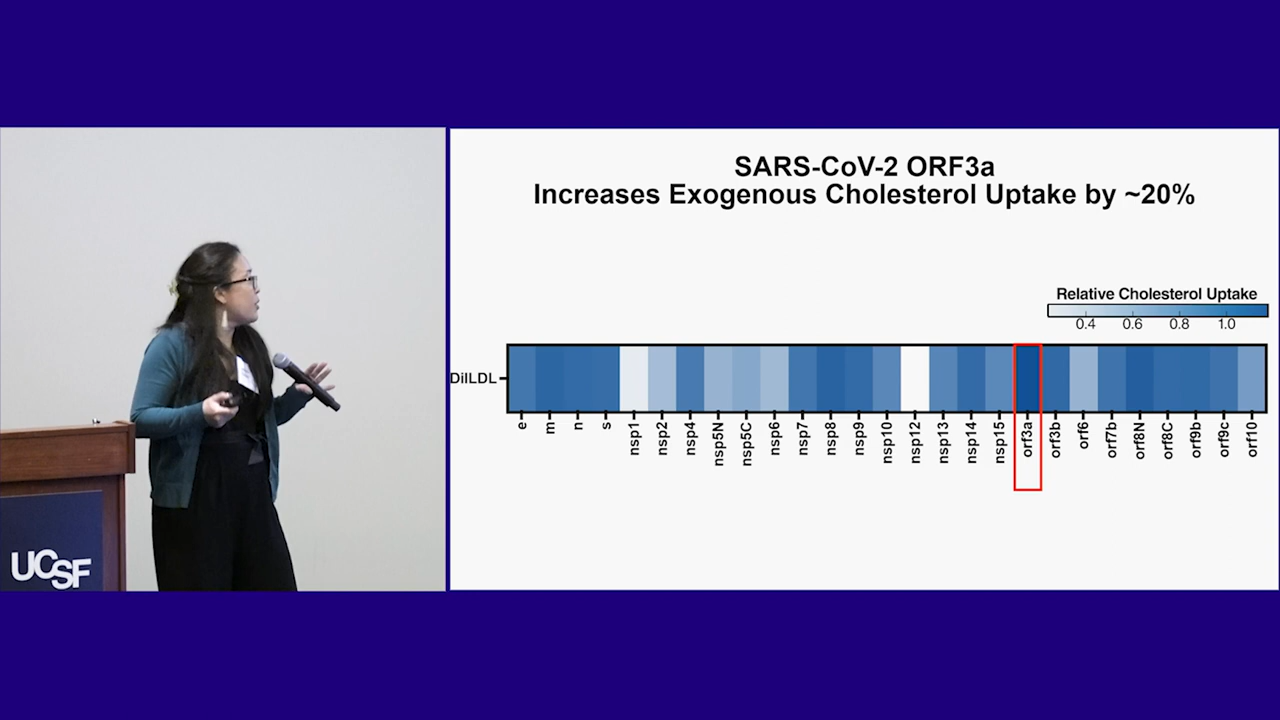 SARS-CoV-2 ORF3a
Increases Exogenous Cholesterol Uptake by ~20%
Relative Cholesterol Uptake
0.4 0.6 0.8 1.0
DilLDL
e m n s nsp1 nsp2 nsp4 nsp5N nsp5C nsp6 nsp7 nsp8 nsp9 nsp10 nsp12 nsp13 nsp14 nsp15 orf3a orf3b orf6 orf7b orf8N orf8C orf9b orf9c orf10
UCSF